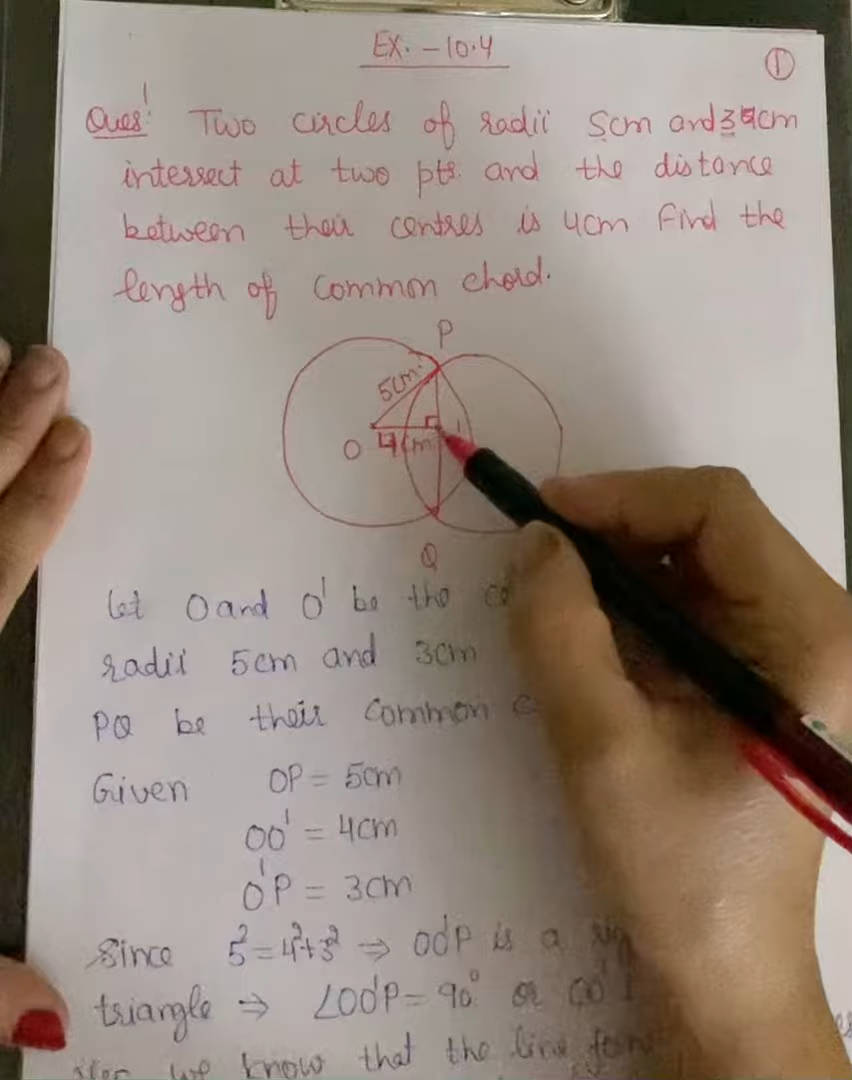 EX. - 10.4
①
Ques' 1 Two circles of radii 5cm and 3cm
intersect at two pts. and the distance
between their centres is 4cm Find the
length of common chord.
P
5cm
O 4cm
Q
Let O and O' be the
radii 5cm and 3cm
PQ be their common
Given OP = 5cm
OO' = 4cm
O'P = 3cm
Since 5² = 4² + 3² ⇒ OO'P is a
triangle ⇒ ∠OO'P = 90° or OO' ⊥
we know that the line